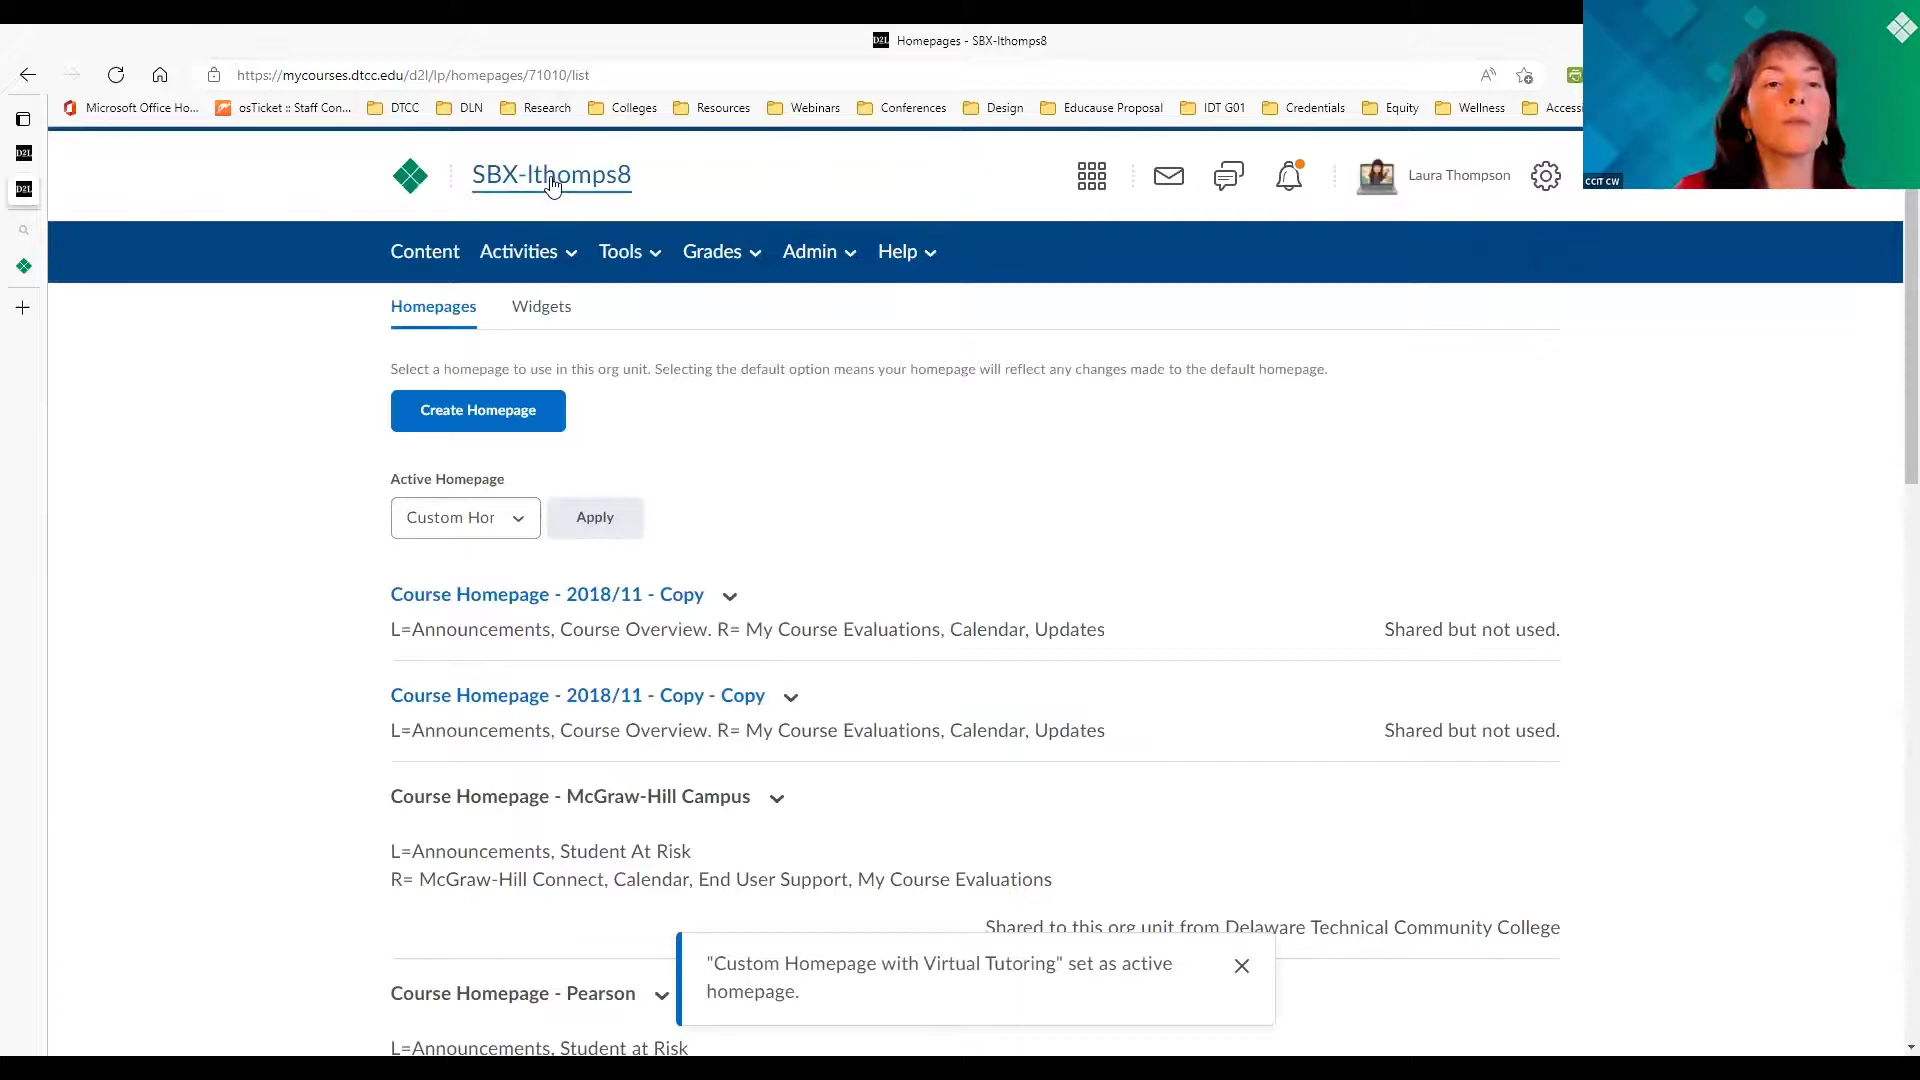 D2L Homepages - SBX-lthomps8
https://mycourses.dtcc.edu/d2l/lp/homepages/71010/list
Microsoft Office Ho... osTicket :: Staff Con... DTCC DLN Research Colleges Resources Webinars Conferences Design Educause Proposal IDT G01 Credentials Equity Wellness Accessi
CCIT CW
D2L
D2L
SBX-lthomps8
Laura Thompson
Content Activities Tools Grades Admin Help
Homepages Widgets
Select a homepage to use in this org unit. Selecting the default option means your homepage will reflect any changes made to the default homepage.
Create Homepage
Active Homepage
Custom Hor Apply
Course Homepage - 2018/11 - Copy
L=Announcements, Course Overview. R= My Course Evaluations, Calendar, Updates Shared but not used.
Course Homepage - 2018/11 - Copy - Copy
L=Announcements, Course Overview. R= My Course Evaluations, Calendar, Updates Shared but not used.
Course Homepage - McGraw-Hill Campus
L=Announcements, Student At Risk
R= McGraw-Hill Connect, Calendar, End User Support, My Course Evaluations
Shared to this org unit from Delaware Technical Community College
"Custom Homepage with Virtual Tutoring" set as active
homepage.
Course Homepage - Pearson
L=Announcements, Student at Risk